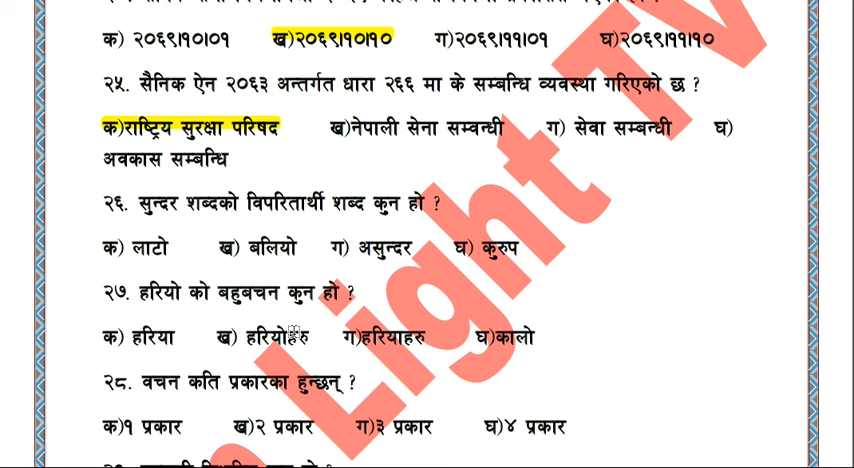 क) २०६९।१०।०१ ख)२०६९।१०।१० ग)२०६९।११।०१ घ)२०६९।११।१०
२५. सैनिक ऐन २०६३ अन्तर्गत धारा २६६ मा के सम्बन्धि व्यवस्था गरिएको छ ?
क)राष्ट्रिय सुरक्षा परिषद ख)नेपाली सेना सम्वन्धी ग) सेवा सम्बन्धी घ)
अवकास सम्बन्धि
२६. सुन्दर शब्दको विपरितार्थी शब्द कुन हो ?
क) लाटो ख) बलियो ग) असुन्दर घ) कुरुप
२७. हरियो को बहुबचन कुन हो ?
क) हरिया ख) हरियोहरु ग)हरियाहरु घ)कालो
२८. वचन कति प्रकारका हुन्छन् ?
क)१ प्रकार ख)२ प्रकार ग)३ प्रकार घ)४ प्रकार
Light TV